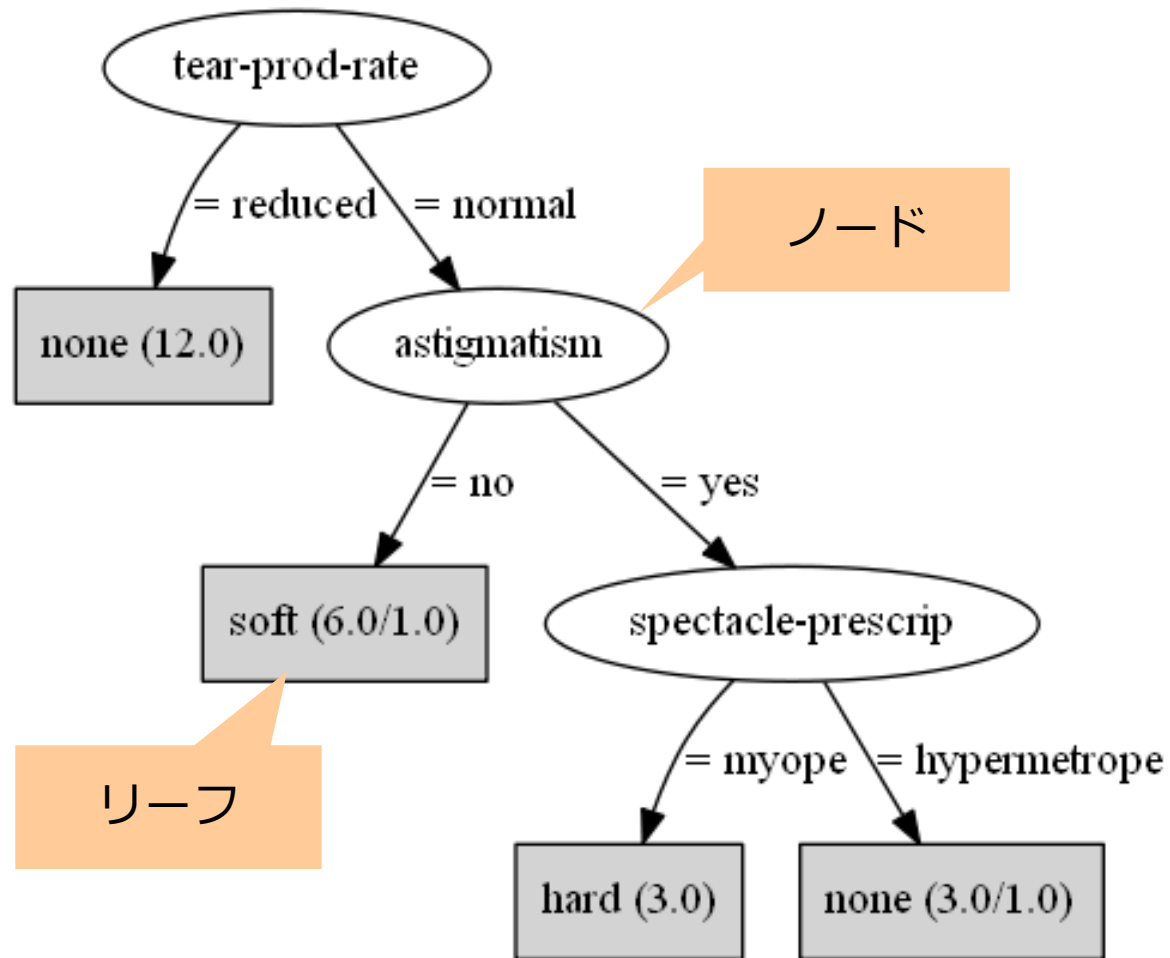 tear-prod-rate
= reduced
= normal
ノード
none (12.0)
astigmatism
= no
= yes
soft (6.0/1.0)
spectacle-prescrip
リーフ
= myope
= hypermetrope
hard (3.0)
none (3.0/1.0)